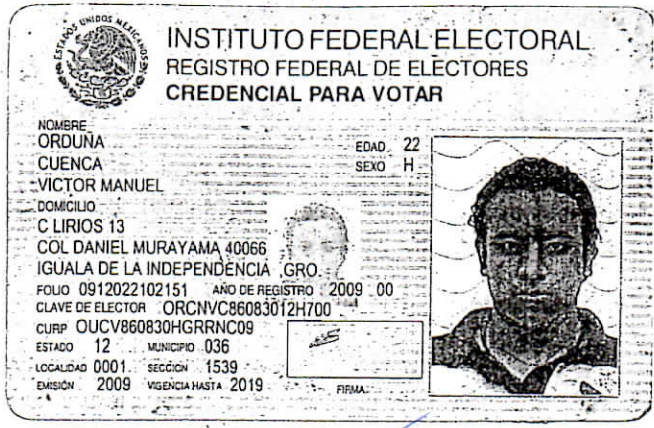 ESTADOS UNIDOS MEXICANOS
INSTITUTO FEDERAL ELECTORAL
REGISTRO FEDERAL DE ELECTORES
CREDENCIAL PARA VOTAR
NOMBRE
ORDUÑA
CUENCA
VICTOR MANUEL
EDAD 22
SEXO H
DOMICILIO
C LIRIOS 13
COL DANIEL MURAYAMA 40066
IGUALA DE LA INDEPENDENCIA ,GRO.
FOLIO 0912022102151 AÑO DE REGISTRO 2009 00
CLAVE DE ELECTOR ORCNVC86083012H700
CURP OUCV860830HGRRNC09
ESTADO 12 MUNICIPIO 036
LOCALIDAD 0001 SECCION 1539
EMISIÓN 2009 VIGENCIA HASTA 2019
FIRMA